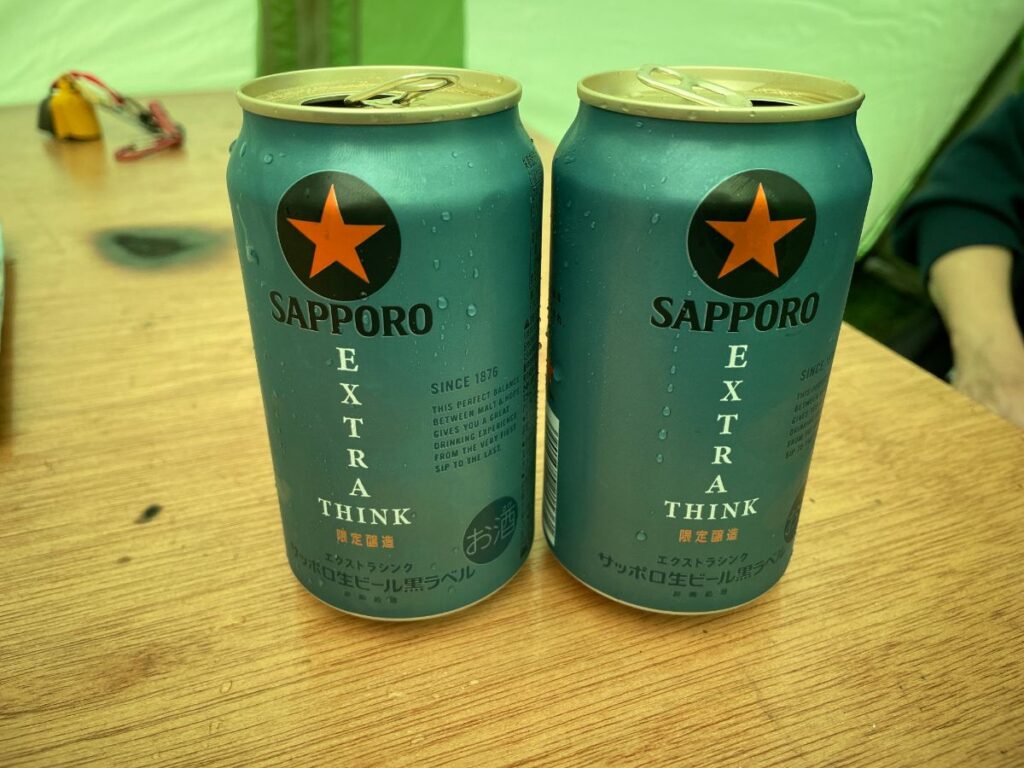 SAPPORO
EXTRA
THINK
限定醸造
SINCE 1876
THIS PERFECT BALANCE
BETWEEN MALT & HOPS
GIVES YOU A GREAT
DRINKING EXPERIENCE
FROM THE VERY FIRST
SIP TO THE LAST.
お酒
エクストラシンク
サッポロ生ビール黒ラベル
SAPPORO
EXTRA
THINK
限定醸造
SINCE
エクストラシンク
サッポロ生ビール黒ラベル